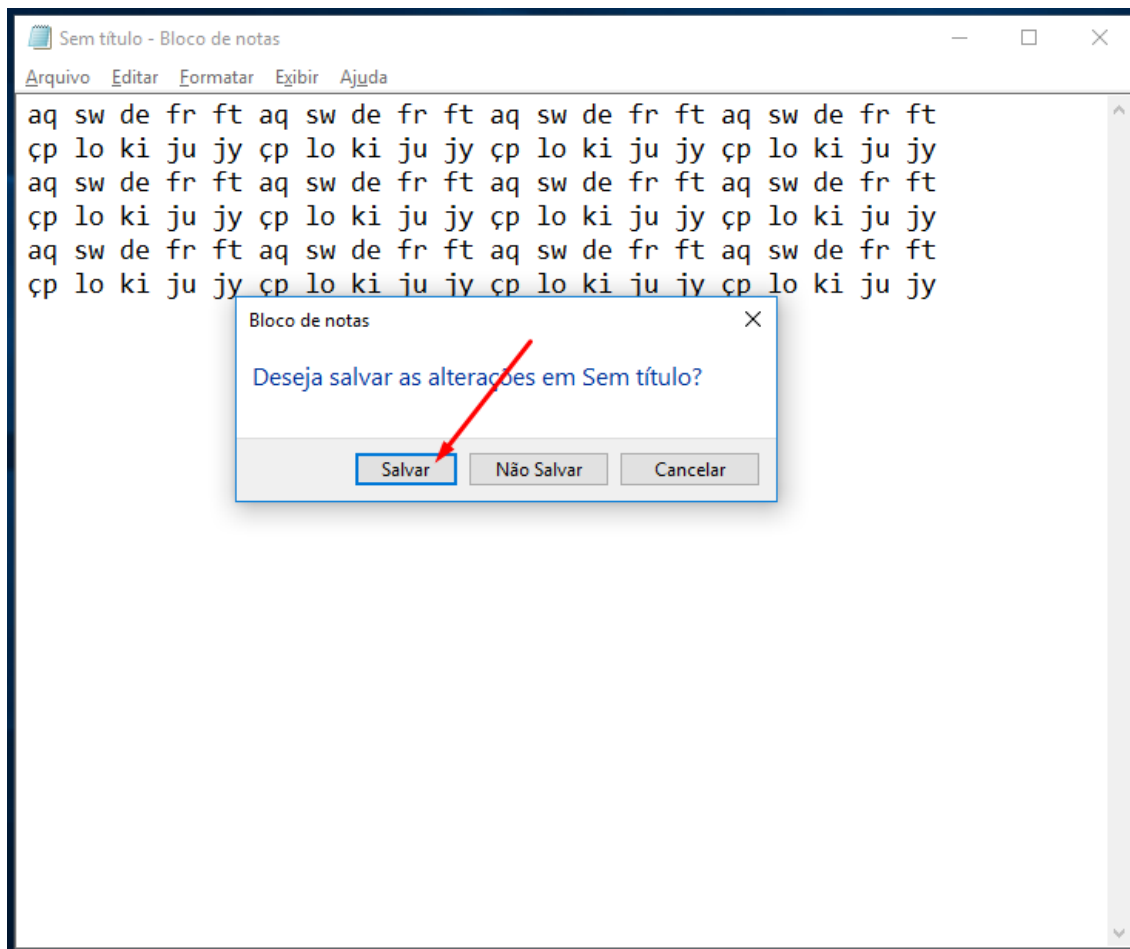 Sem título - Bloco de notas
Arquivo Editar Formatar Exibir Ajuda
aq sw de fr ft aq sw de fr ft aq sw de fr ft aq sw de fr ft
çp lo ki ju jy çp lo ki ju jy çp lo ki ju jy çp lo ki ju jy
aq sw de fr ft aq sw de fr ft aq sw de fr ft aq sw de fr ft
çp lo ki ju jy çp lo ki ju jy çp lo ki ju jy çp lo ki ju jy
aq sw de fr ft aq sw de fr ft aq sw de fr ft aq sw de fr ft
çp lo ki ju jy çp lo ki ju jy çp lo ki ju jy çp lo ki ju jy
Bloco de notas
Deseja salvar as alterações em Sem título?
Salvar Não Salvar Cancelar